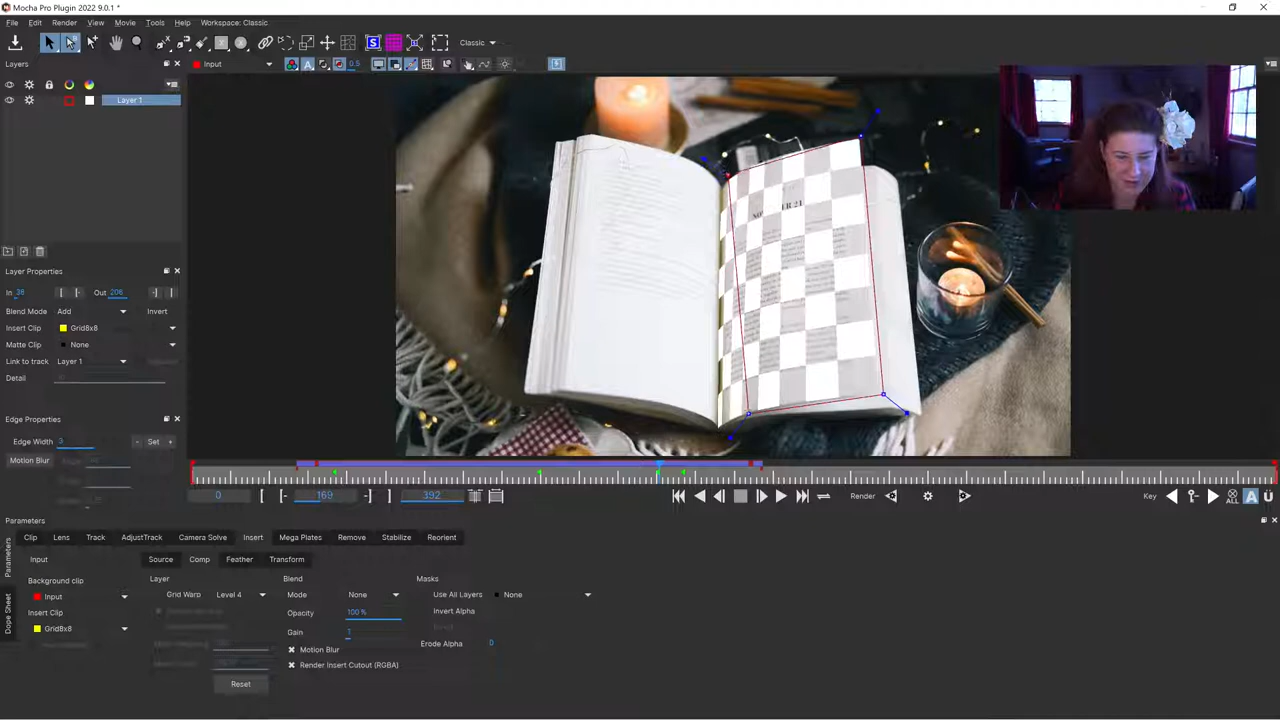 Mocha Pro Plugin 2022 9.0.1 *
File Edit Render View Movie Tools Help Workspace: Classic
Classic
Layers
Input
0.5
Layer 1
Layer Properties
In 38 Out 206
Blend Mode Add Invert
Insert Clip Grid8x8
Matte Clip None
Link to track Layer 1
Detail
Edge Properties
Edge Width 3 - Set +
Motion Blur
0 169 392 Render Key ALL A
Parameters
Clip Lens Track AdjustTrack Camera Solve Insert Mega Plates Remove Stabilize Reorient
Parameters
Dope Sheet
Input Source Comp Feather Transform
Background clip
Input
Insert Clip
Grid8x8
Layer
Grid Warp Level 4
Reset
Blend
Mode None
Opacity 100 %
Gain 1
Motion Blur
Render Insert Cutout (RGBA)
Masks
Use All Layers None
Invert Alpha
Erode Alpha 0